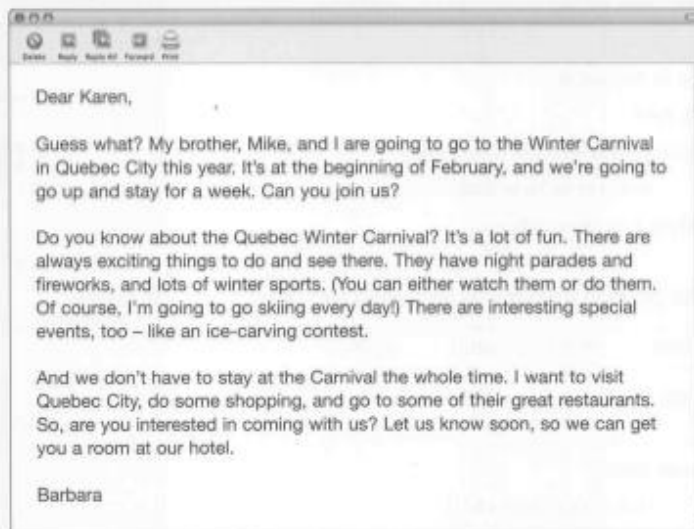 Delete Reply Reply All Forward Print
Dear Karen,
Guess what? My brother, Mike, and I are going to go to the Winter Carnival
in Quebec City this year. It's at the beginning of February, and we're going to
go up and stay for a week. Can you join us?
Do you know about the Quebec Winter Carnival? It's a lot of fun. There are
always exciting things to do and see there. They have night parades and
fireworks, and lots of winter sports. (You can either watch them or do them.
Of course, I'm going to go skiing every day!) There are interesting special
events, too – like an ice-carving contest.
And we don't have to stay at the Carnival the whole time. I want to visit
Quebec City, do some shopping, and go to some of their great restaurants.
So, are you interested in coming with us? Let us know soon, so we can get
you a room at our hotel.
Barbara